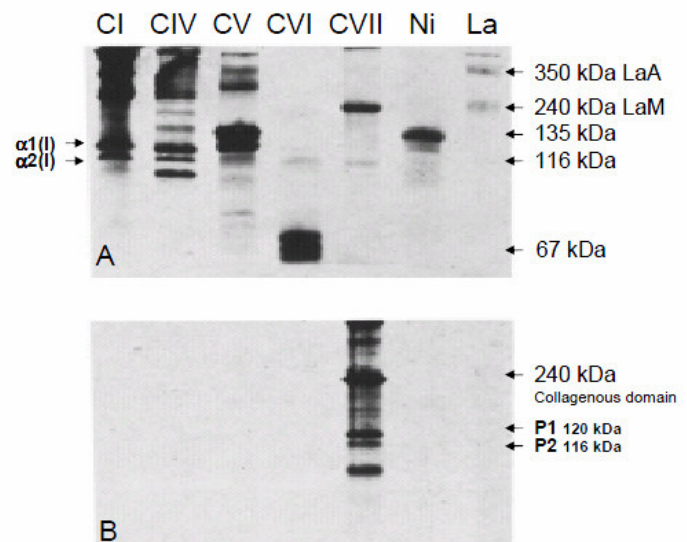 CI CIV CV CVI CVII Ni La
350 kDa LaA
240 kDa LaM
135 kDa
α1(I)
α2(I) 116 kDa
67 kDa
A
240 kDa
Collagenous domain
P1 120 kDa
P2 116 kDa
B